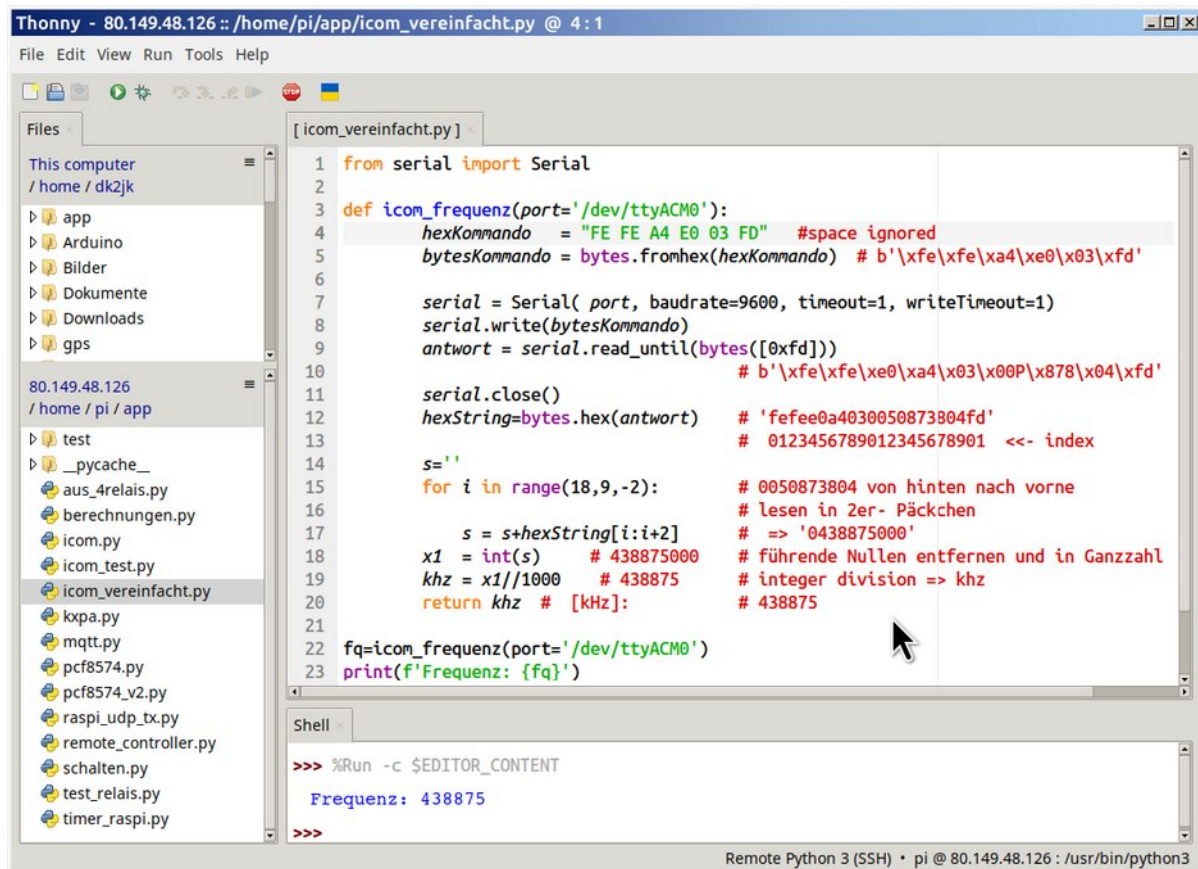 Thonny - 80.149.48.126 :: /home/pi/app/icom_vereinfacht.py @ 4 : 1
File Edit View Run Tools Help
STOP
Files ×
This computer
/ home / dk2jk
app
Arduino
Bilder
Dokumente
Downloads
gps
80.149.48.126
/ home / pi / app
test
__pycache__
aus_4relais.py
berechnungen.py
icom.py
icom_test.py
icom_vereinfacht.py
kxpa.py
mqtt.py
pcf8574.py
pcf8574_v2.py
raspi_udp_tx.py
remote_controller.py
schalten.py
test_relais.py
timer_raspi.py
[ icom_vereinfacht.py ] ×
1 from serial import Serial
2
3 def icom_frequenz(port='/dev/ttyACM0'):
4 hexKommando = "FE FE A4 E0 03 FD" #space ignored
5 bytesKommando = bytes.fromhex(hexKommando) # b'\xfe\xfe\xa4\xe0\x03\xfd'
6
7 serial = Serial( port, baudrate=9600, timeout=1, writeTimeout=1)
8 serial.write(bytesKommando)
9 antwort = serial.read_until(bytes([0xfd]))
10 # b'\xfe\xfe\xe0\xa4\x03\x00P\x878\x04\xfd'
11 serial.close()
12 hexString=bytes.hex(antwort) # 'fefee0a4030050873804fd'
13 # 0123456789012345678901 <<- index
14 s=''
15 for i in range(18,9,-2): # 0050873804 von hinten nach vorne
16 # lesen in 2er- Päckchen
17 s = s+hexString[i:i+2] # => '0438875000'
18 x1 = int(s) # 438875000 # führende Nullen entfernen und in Ganzzahl
19 khz = x1//1000 # 438875 # integer division => khz
20 return khz # [kHz]: # 438875
21
22 fq=icom_frequenz(port='/dev/ttyACM0')
23 print(f'Frequenz: {fq}')
Shell ×
>>> %Run -c $EDITOR_CONTENT
Frequenz: 438875
>>>
Remote Python 3 (SSH) • pi @ 80.149.48.126 : /usr/bin/python3